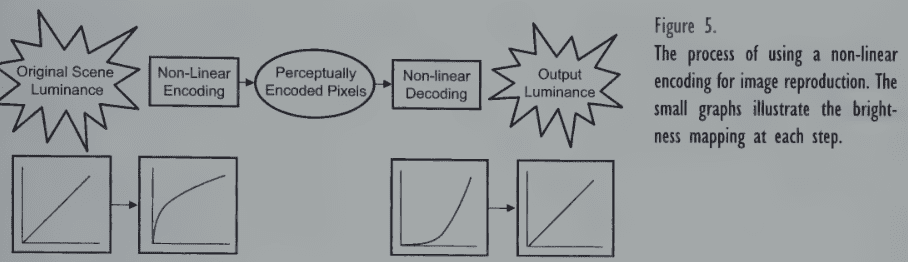 Original Scene
Luminance
Non-Linear
Encoding
Perceptually
Encoded Pixels
Non-linear
Decoding
Output
Luminance
Figure 5.
The process of using a non-linear
encoding for image reproduction. The
small graphs illustrate the bright-
ness mapping at each step.